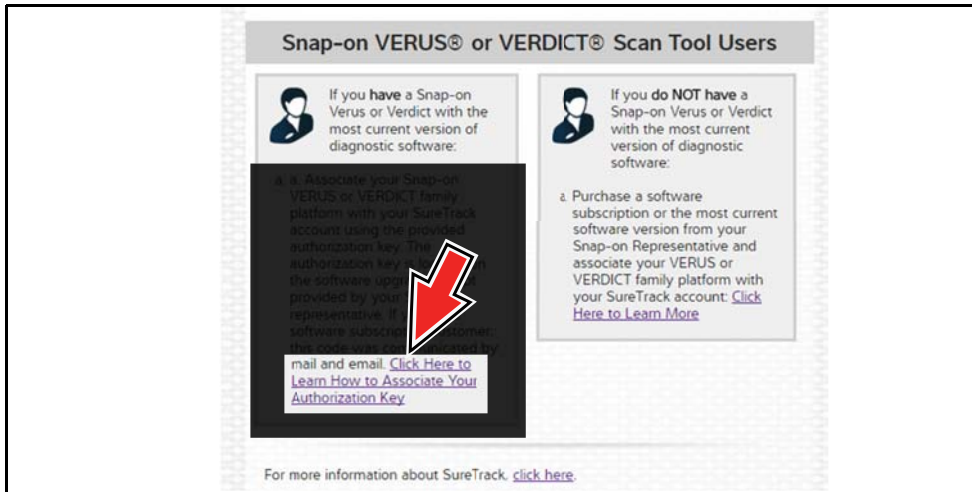 Snap-on VERUS® or VERDICT® Scan Tool Users
If you have a Snap-on
Verus or Verdict with the
most current version of
diagnostic software:
a. a. Associate your Snap-on
VERUS or VERDICT family
platform with your SureTrack
account using the provided
authorization key. The
authorization key is
the software
provided by your
representative. If
software
this code was by
mail and email. Click Here to
Learn How to Associate Your
Authorization Key
If you do NOT have a
Snap-on Verus or Verdict
with the most current
version of diagnostic
software:
a Purchase a software
subscription or the most current
software version from your
Snap-on Representative and
associate your VERUS or
VERDICT family platform with
your SureTrack account: Click
Here to Learn More
For more information about SureTrack, click here.